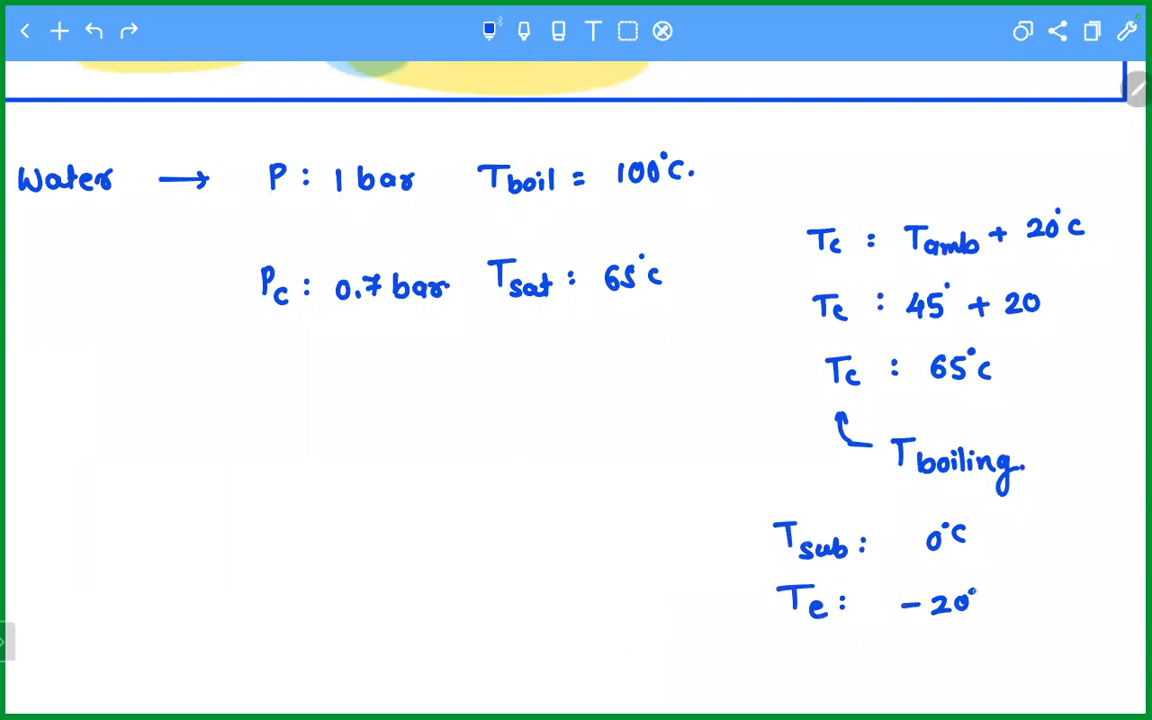 Water → P : 1 bar T boil = 100°c.
Pc : 0.7 bar Tsat : 65°c
Tc : Tamb + 20°c
Tc : 45° + 20
Tc : 65°c
Tboiling.
Tsub : 0°c
Te : -20°